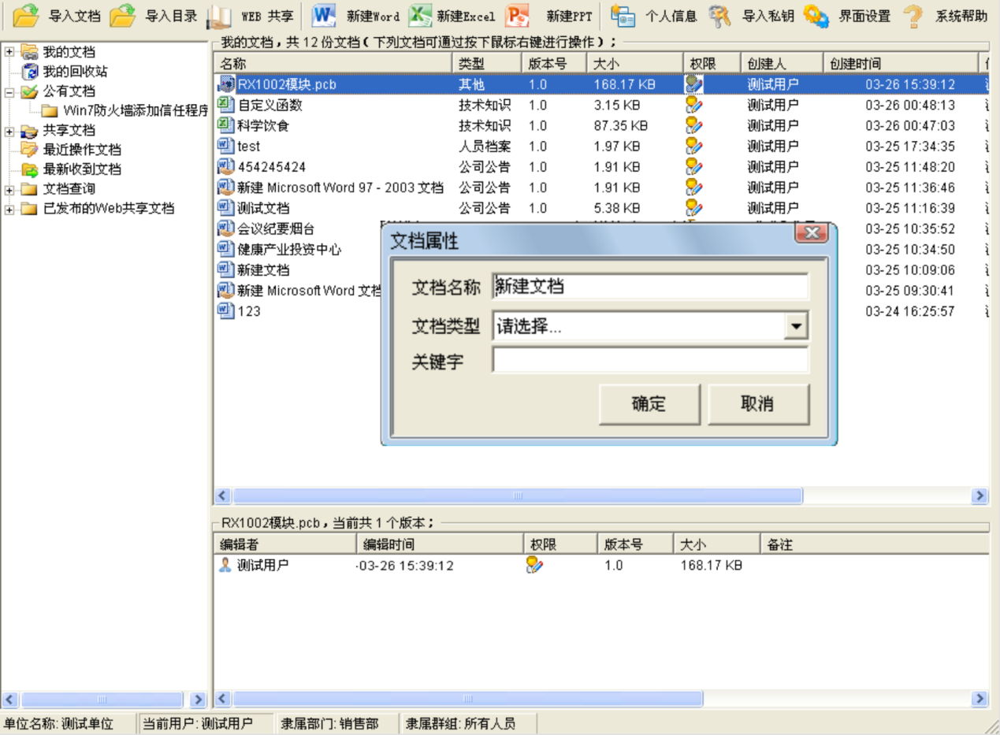 导入文档 导入目录 WEB 共享 新建Word 新建Excel 新建PPT 个人信息 导入私钥 界面设置 系统帮助
我的文档
我的回收站
公有文档
Win7防火墙添加信任程序
共享文档
最近操作文档
最新收到文档
文档查询
已发布的Web共享文档
我的文档，共 12 份文档( 下列文档可通过按下鼠标右键进行操作 )；
名称 类型 版本号 大小 权限 创建人 创建时间
RX1002模块.pcb 其他 1.0 168.17 KB 测试用户 03-26 15:39:12
自定义函数 技术知识 1.0 3.15 KB 测试用户 03-26 00:48:13
科学饮食 技术知识 1.0 87.35 KB 测试用户 03-26 00:47:03
test 人员档案 1.0 1.97 KB 测试用户 03-25 17:34:35
454245424 公司公告 1.0 1.91 KB 测试用户 03-25 11:48:20
新建 Microsoft Word 97 - 2003 文档 公司公告 1.0 1.91 KB 测试用户 03-25 11:36:46
测试文档 公司公告 1.0 5.38 KB 测试用户 03-25 11:16:39
会议纪要烟台 03-25 10:35:52
健康产业投资中心 03-25 10:34:50
新建文档 03-25 10:09:06
新建 Microsoft Word 文档 03-25 09:30:41
123 03-24 16:25:57
文档属性
文档名称 新建文档
文档类型 请选择...
关键字
确定 取消
RX1002模块.pcb，当前共 1 个版本；
编辑者 编辑时间 权限 版本号 大小 备注
测试用户 -03-26 15:39:12 1.0 168.17 KB
单位名称: 测试单位 当前用户: 测试用户 隶属部门: 销售部 隶属群组: 所有人员